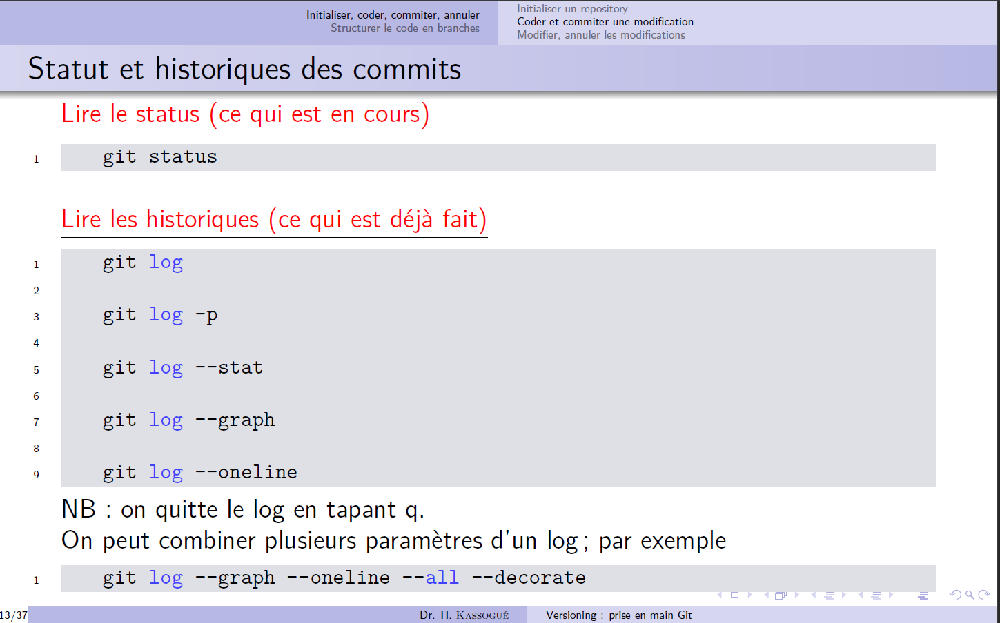 Initialiser, coder, commiter, annuler
Structurer le code en branches
Initialiser un repository
Coder et commiter une modification
Modifier, annuler les modifications
Statut et historiques des commits
Lire le status (ce qui est en cours)
1 git status
Lire les historiques (ce qui est déjà fait)
1 git log
2
3 git log -p
4
5 git log --stat
6
7 git log --graph
8
9 git log --oneline
NB : on quitte le log en tapant q.
On peut combiner plusieurs paramètres d'un log ; par exemple
1 git log --graph --oneline --all --decorate
13/37 Dr. H. KASSOGUÉ Versioning : prise en main Git